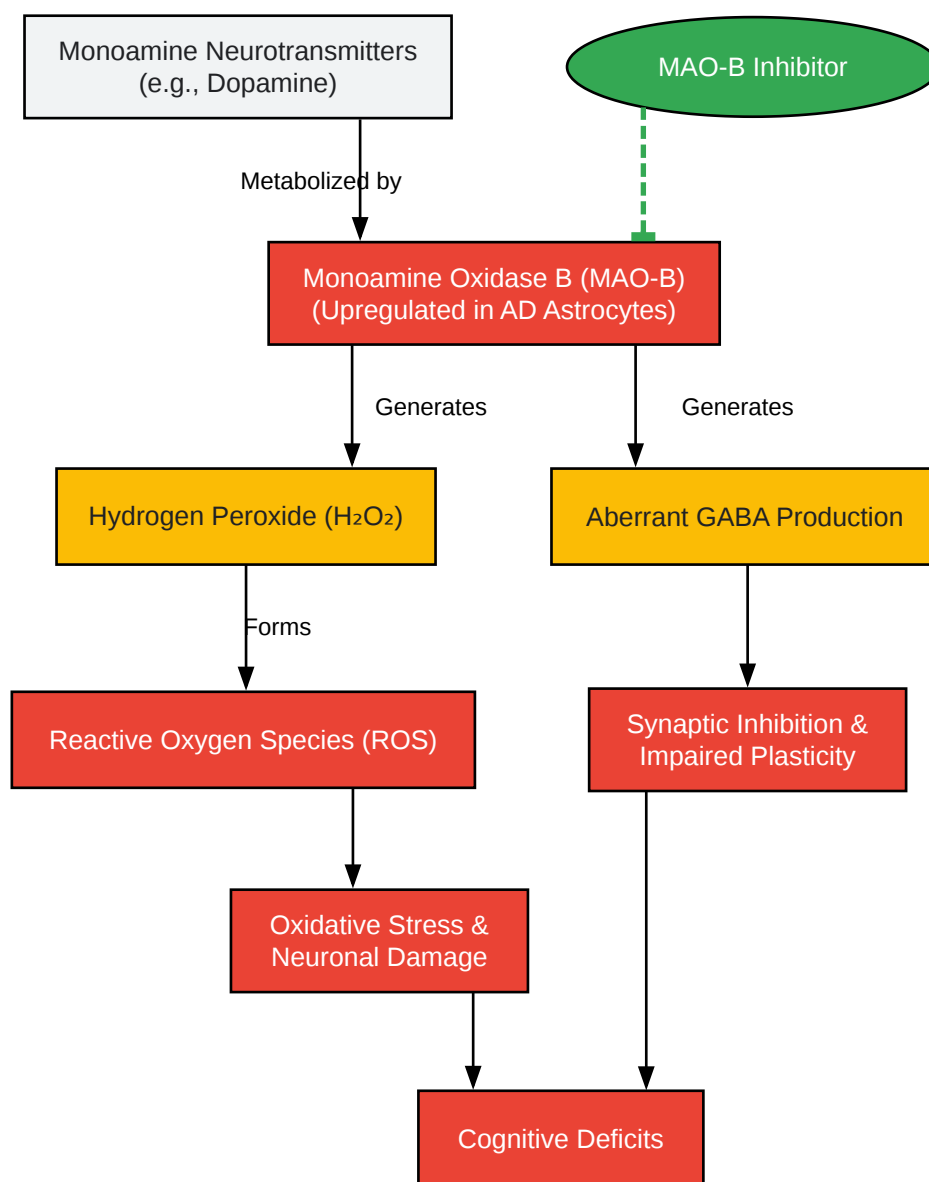 Monoamine Neurotransmitters
(e.g., Dopamine)
MAO-B Inhibitor
Metabolized by
Monoamine Oxidase B (MAO-B)
(Upregulated in AD Astrocytes)
Generates
Generates
Hydrogen Peroxide (H₂O₂)
Aberrant GABA Production
Forms
Reactive Oxygen Species (ROS)
Synaptic Inhibition &
Impaired Plasticity
Oxidative Stress &
Neuronal Damage
Cognitive Deficits